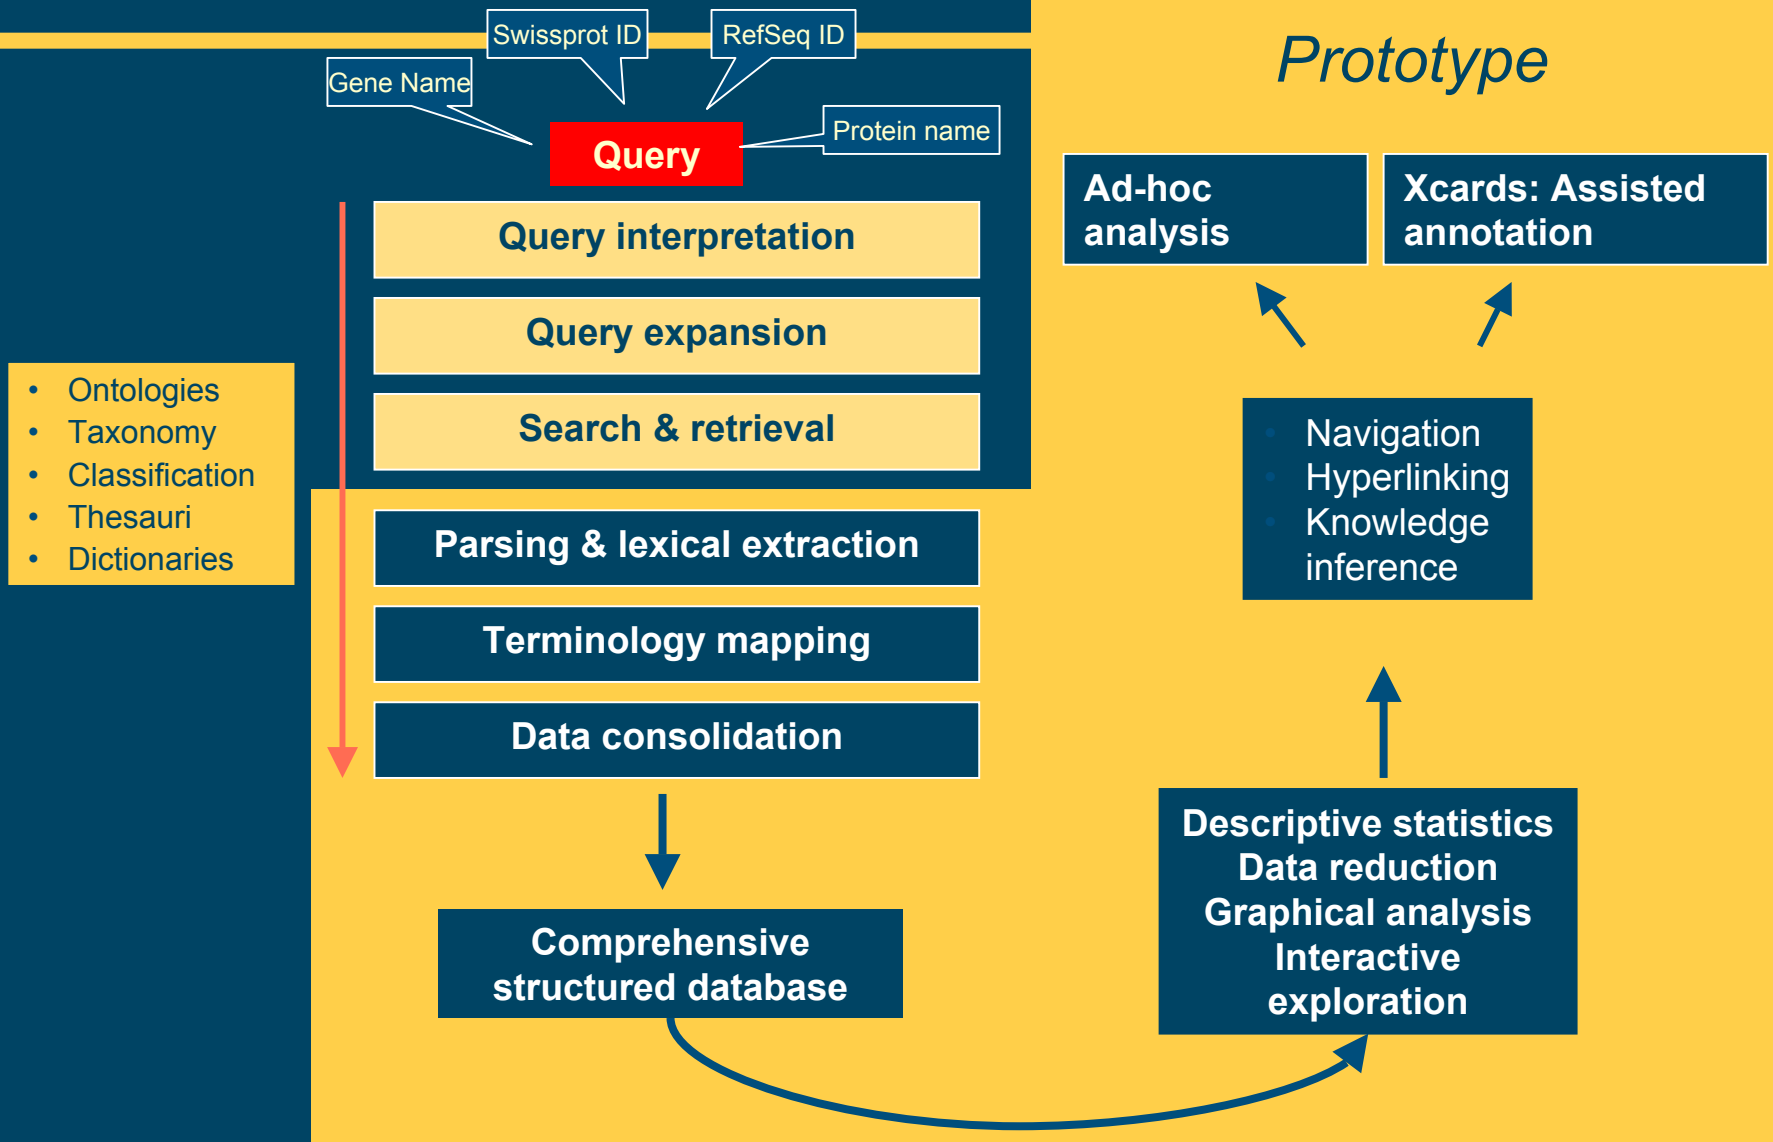 Swissprot ID
RefSeq ID
Gene Name
Protein name
Query
Query interpretation
Query expansion
Search & retrieval
• Ontologies
• Taxonomy
• Classification
• Thesauri
• Dictionaries
Parsing & lexical extraction
Terminology mapping
Data consolidation
Comprehensive
structured database
Prototype
Ad-hoc
analysis
Xcards: Assisted
annotation
• Navigation
• Hyperlinking
• Knowledge
inference
Descriptive statistics
Data reduction
Graphical analysis
Interactive
exploration